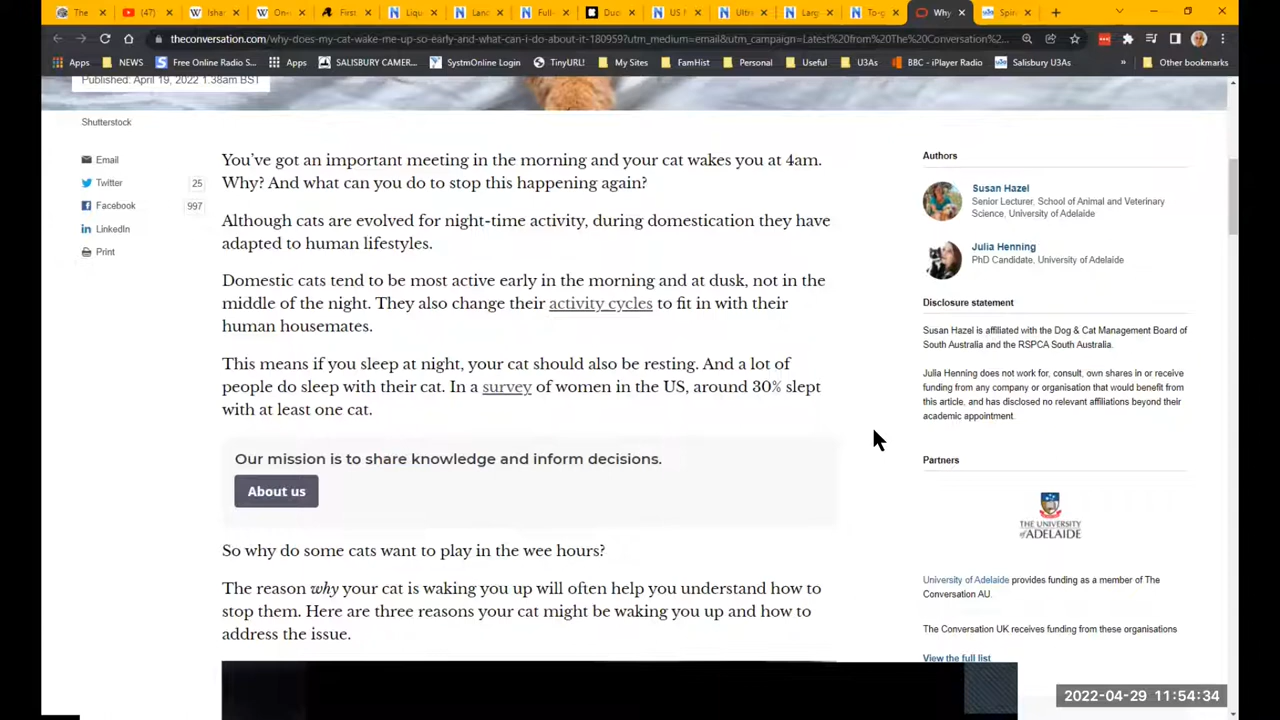 The
(47)
Ishar
On-d
First
Liqu
Land
Full-
Duc
US M
Ultra
Larg
To-g
Why
Spin
theconversation.com/why-does-my-cat-wake-me-up-so-early-and-what-can-i-do-about-it-180959?utm_medium=email&utm_campaign=Latest%20from%20The%20Conversation%2...
Apps
NEWS
Free Online Radio S...
Apps
SALISBURY CAMER...
SystmOnline Login
TinyURL!
My Sites
FamHist
Personal
Useful
U3As
BBC - iPlayer Radio
Salisbury U3As
»
Other bookmarks
Published: April 19, 2022 1.38am BST
Shutterstock
Email
Twitter 25
Facebook 997
LinkedIn
Print
You've got an important meeting in the morning and your cat wakes you at 4am.
Why? And what can you do to stop this happening again?
Although cats are evolved for night-time activity, during domestication they have
adapted to human lifestyles.
Domestic cats tend to be most active early in the morning and at dusk, not in the
middle of the night. They also change their activity cycles to fit in with their
human housemates.
This means if you sleep at night, your cat should also be resting. And a lot of
people do sleep with their cat. In a survey of women in the US, around 30% slept
with at least one cat.
Our mission is to share knowledge and inform decisions.
About us
So why do some cats want to play in the wee hours?
The reason why your cat is waking you up will often help you understand how to
stop them. Here are three reasons your cat might be waking you up and how to
address the issue.
Authors
Susan Hazel
Senior Lecturer, School of Animal and Veterinary
Science, University of Adelaide
Julia Henning
PhD Candidate, University of Adelaide
Disclosure statement
Susan Hazel is affiliated with the Dog & Cat Management Board of
South Australia and the RSPCA South Australia.
Julia Henning does not work for, consult, own shares in or receive
funding from any company or organisation that would benefit from
this article, and has disclosed no relevant affiliations beyond their
academic appointment.
Partners
THE UNIVERSITY
of ADELAIDE
University of Adelaide provides funding as a member of The
Conversation AU.
The Conversation UK receives funding from these organisations
View the full list
2022-04-29 11:54:34